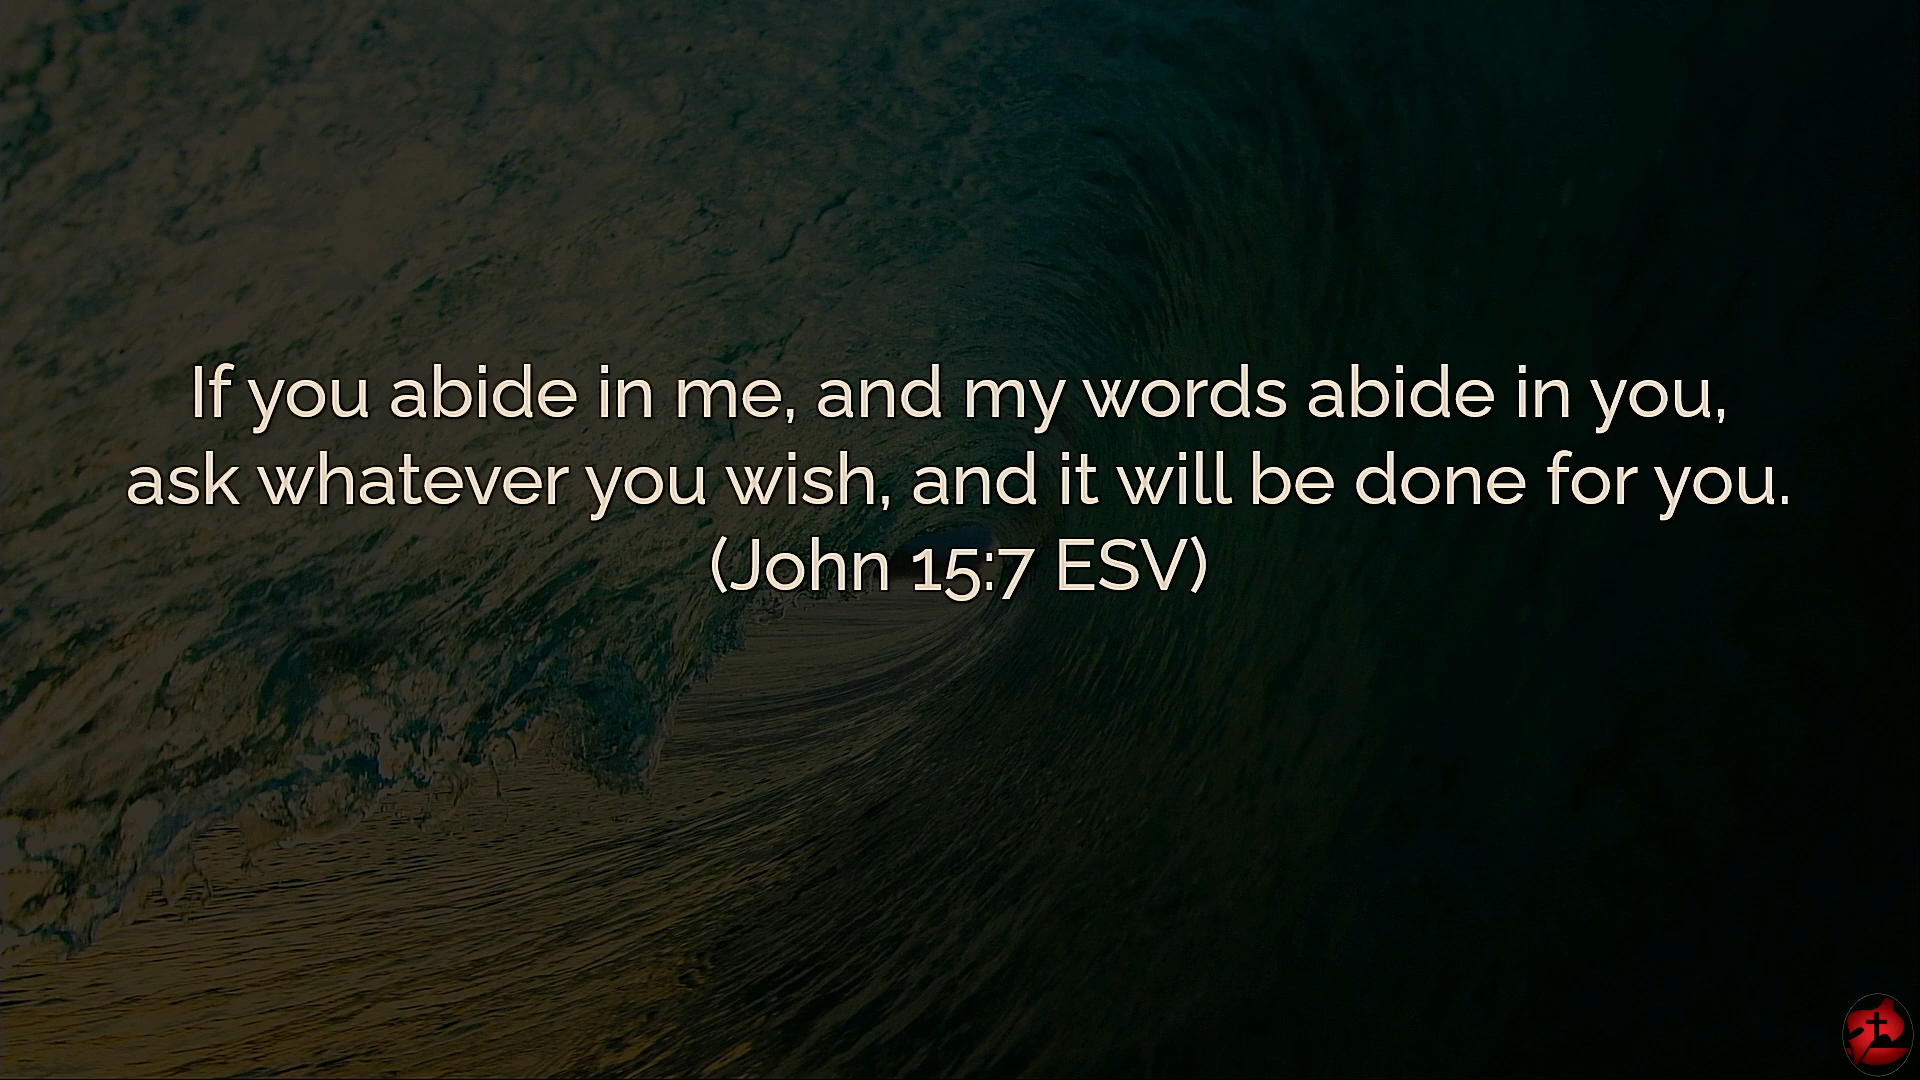 If you abide in me, and my words abide in you,
ask whatever you wish, and it will be done for you.
(John 15:7 ESV)